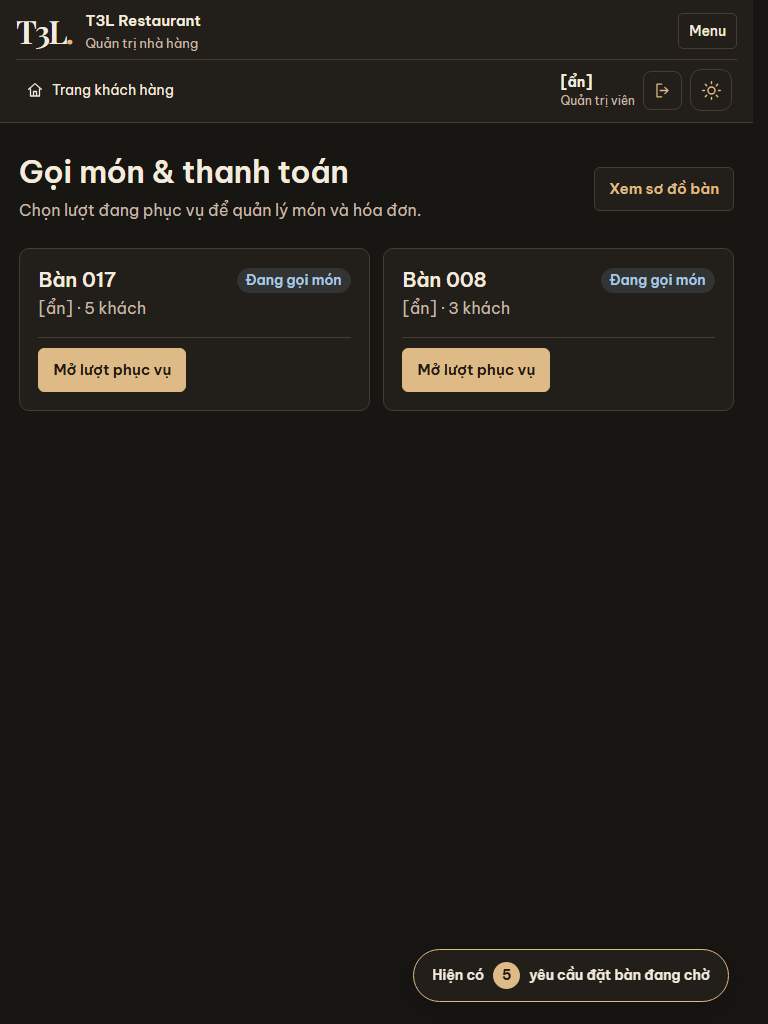 T3L.
T3L Restaurant
Quản trị nhà hàng
Menu
Trang khách hàng
[ẩn]
Quản trị viên
Gọi món & thanh toán
Chọn lượt đang phục vụ để quản lý món và hóa đơn.
Xem sơ đồ bàn
Bàn 017
Đang gọi món
[ẩn] · 5 khách
Mở lượt phục vụ
Bàn 008
Đang gọi món
[ẩn] · 3 khách
Mở lượt phục vụ
Hiện có 5 yêu cầu đặt bàn đang chờ